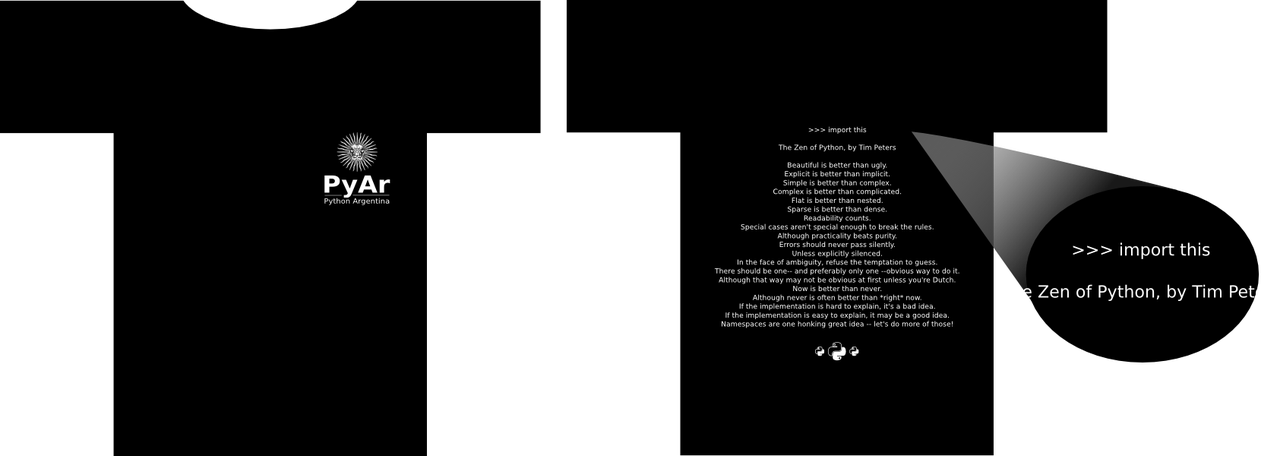 PyAr
Python Argentina
>>> import this
The Zen of Python, by Tim Peters
Beautiful is better than ugly.
Explicit is better than implicit.
Simple is better than complex.
Complex is better than complicated.
Flat is better than nested.
Sparse is better than dense.
Readability counts.
Special cases aren't special enough to break the rules.
Although practicality beats purity.
Errors should never pass silently.
Unless explicitly silenced.
In the face of ambiguity, refuse the temptation to guess.
There should be one-- and preferably only one --obvious way to do it.
Although that way may not be obvious at first unless you're Dutch.
Now is better than never.
Although never is often better than *right* now.
If the implementation is hard to explain, it's a bad idea.
If the implementation is easy to explain, it may be a good idea.
Namespaces are one honking great idea -- let's do more of those!
>>> import this
e Zen of Python, by Tim Pet